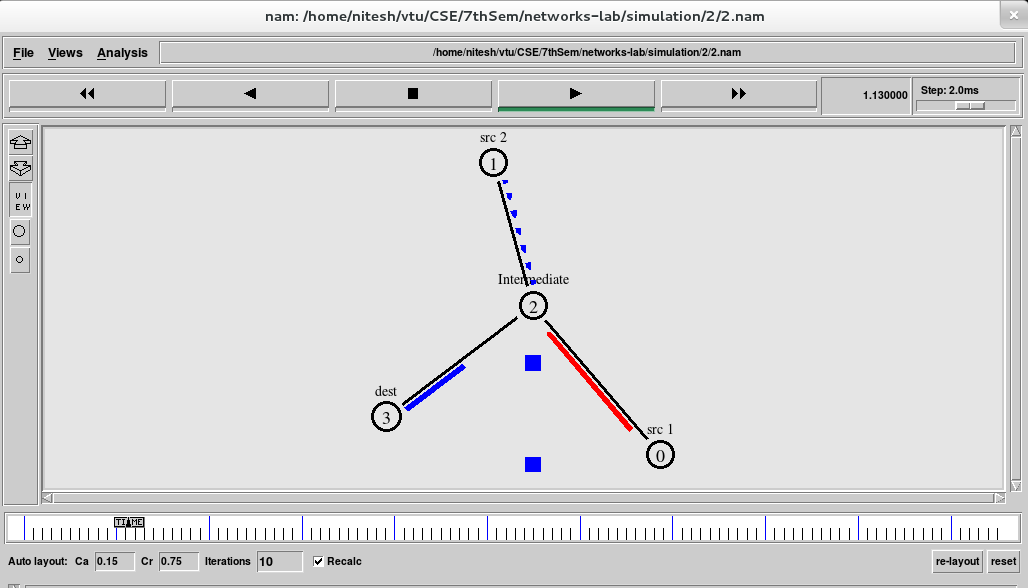 nam: /home/nitesh/vtu/CSE/7thSem/networks-lab/simulation/2/2.nam
File Views Analysis /home/nitesh/vtu/CSE/7thSem/networks-lab/simulation/2/2.nam
1.130000 Step: 2.0ms
VI
EW
src 2
1
Intermediate
2
dest
3
src 1
0
TIME
Auto layout: Ca 0.15 Cr 0.75 Iterations 10 Recalc re-layout reset